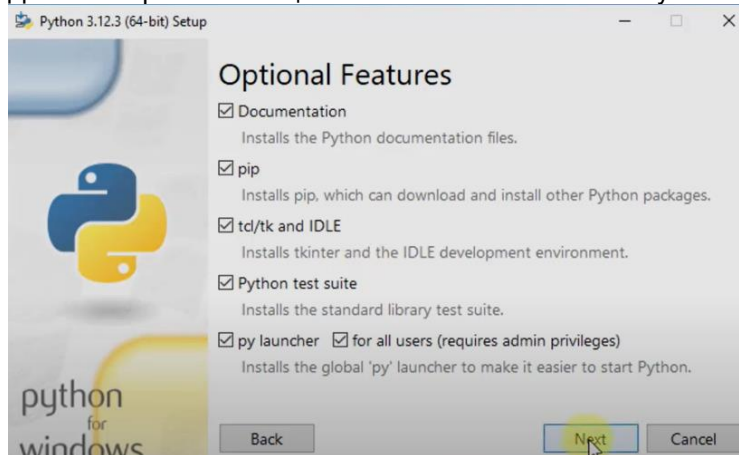 Python 3.12.3 (64-bit) Setup
Optional Features
Documentation
Installs the Python documentation files.
pip
Installs pip, which can download and install other Python packages.
tcl/tk and IDLE
Installs tkinter and the IDLE development environment.
Python test suite
Installs the standard library test suite.
py launcher for all users (requires admin privileges)
Installs the global 'py' launcher to make it easier to start Python.
python
for
windows
Back Next Cancel